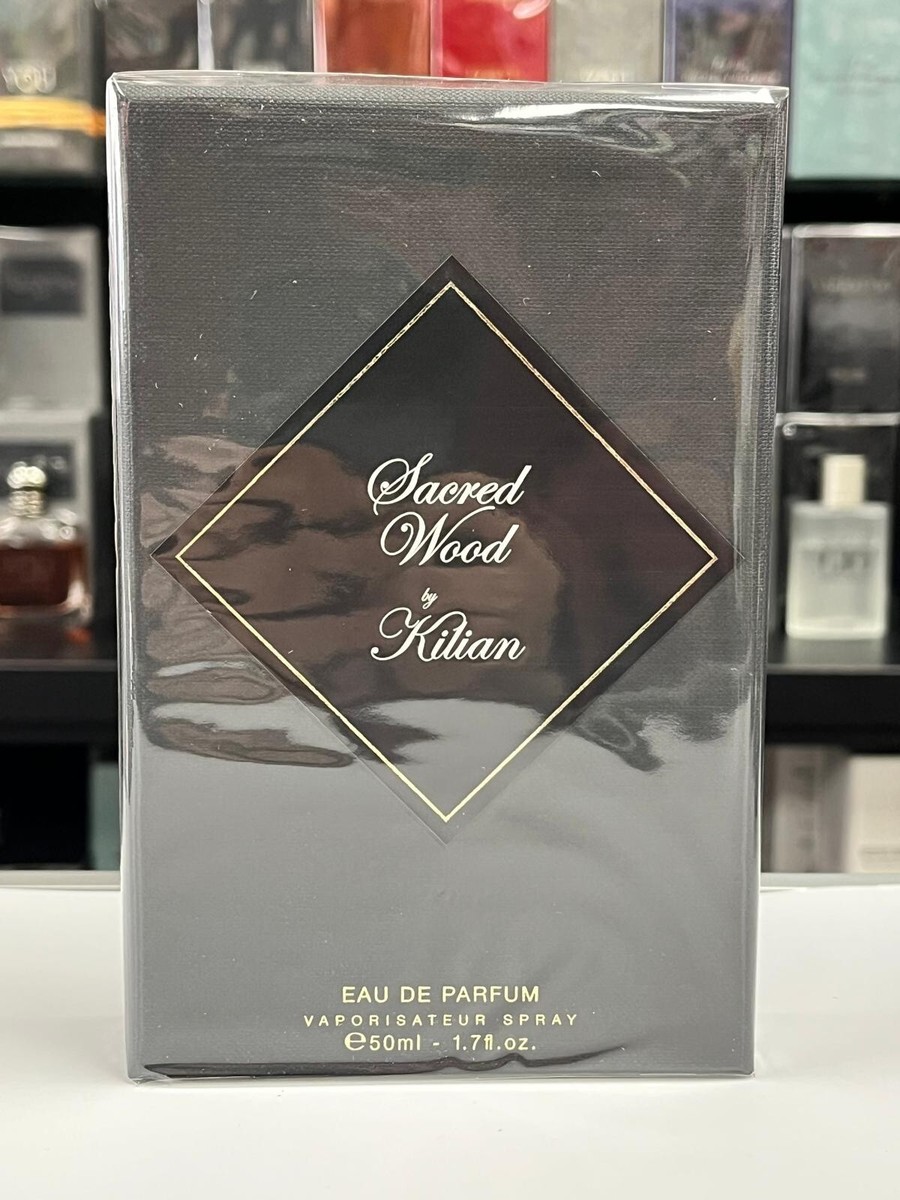 Sacred
Wood
by
Kilian
EAU DE PARFUM
VAPORISATEUR SPRAY
℮50ml - 1.7fl.oz.